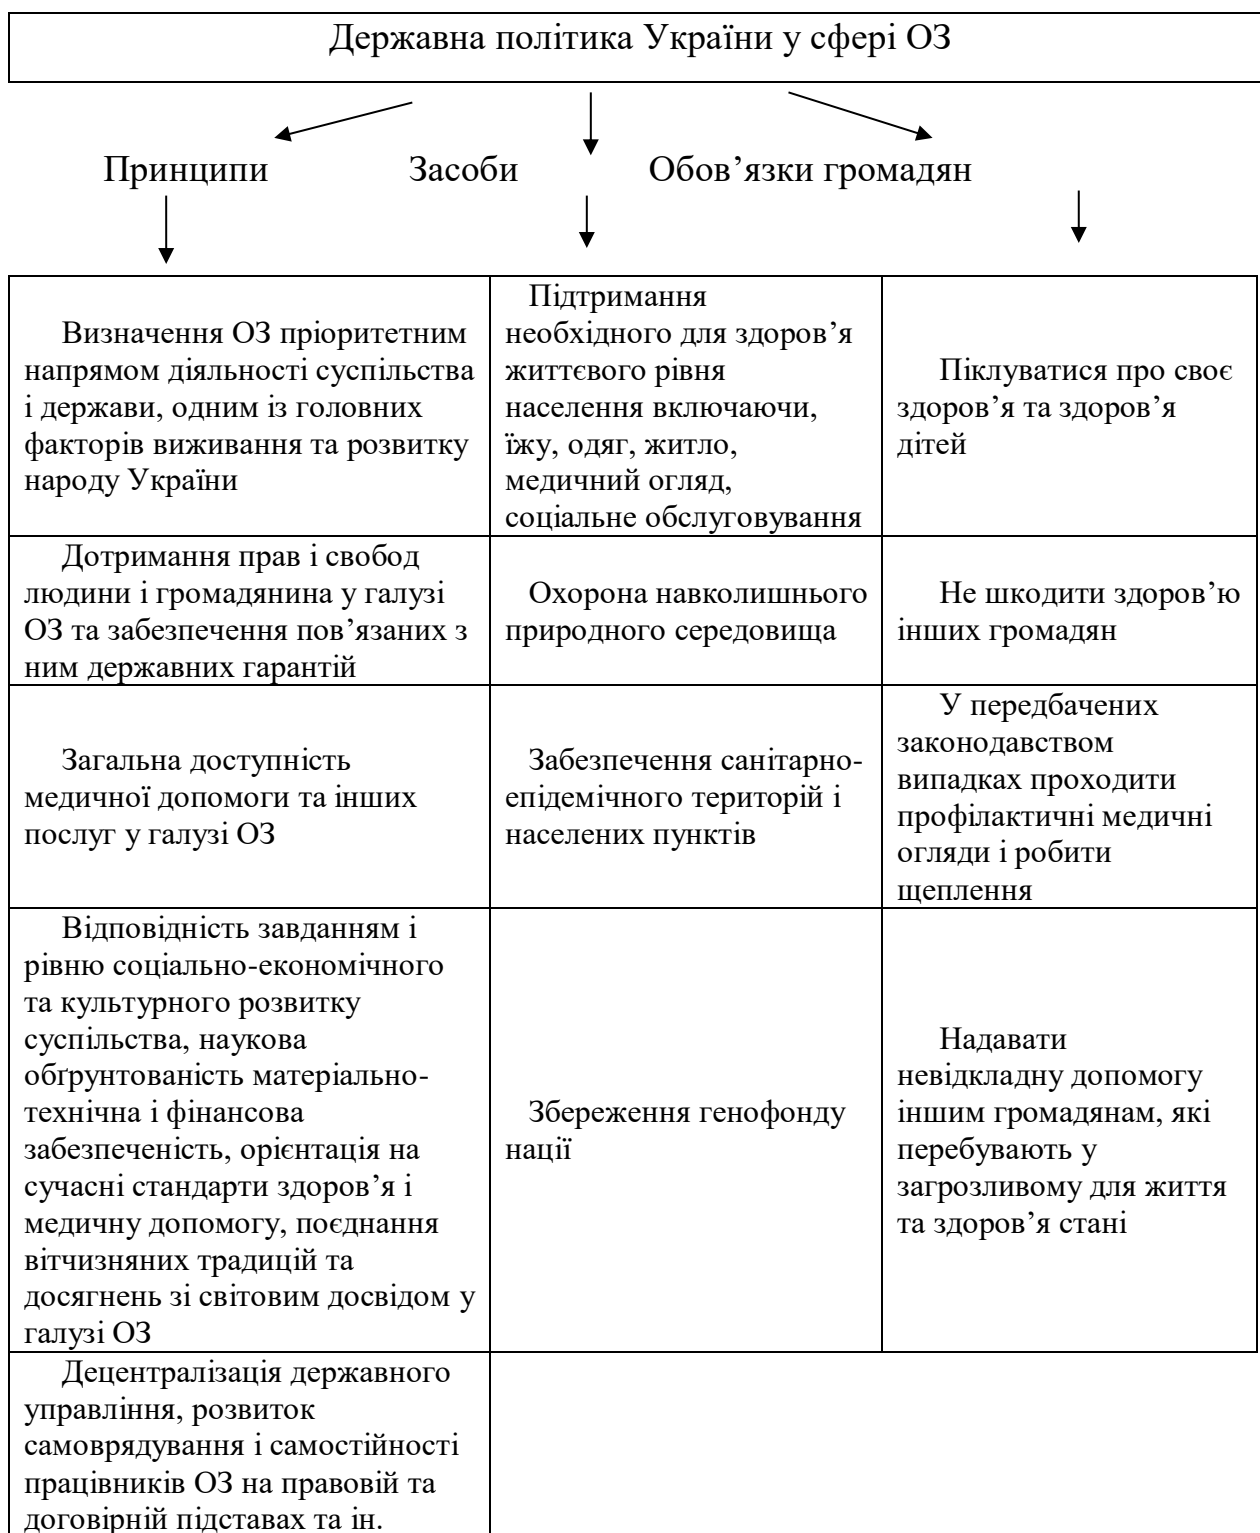 Державна політика України у сфері ОЗ
Принципи Засоби Обов’язки громадян
Визначення ОЗ пріоритетним
напрямом діяльності суспільства
і держави, одним із головних
факторів виживання та розвитку
народу України
Підтримання
необхідного для здоров’я
життєвого рівня
населення включаючи,
їжу, одяг, житло,
медичний огляд,
соціальне обслуговування
Піклуватися про своє
здоров’я та здоров’я
дітей
Дотримання прав і свобод
людини і громадянина у галузі
ОЗ та забезпечення пов’язаних з
ним державних гарантій
Охорона навколишнього
природного середовища
Не шкодити здоров’ю
інших громадян
Загальна доступність
медичної допомоги та інших
послуг у галузі ОЗ
Забезпечення санітарно-
епідемічного територій і
населених пунктів
У передбачених
законодавством
випадках проходити
профілактичні медичні
огляди і робити
щеплення
Відповідність завданням і
рівню соціально-економічного
та культурного розвитку
суспільства, наукова
обґрунтованість матеріально-
технічна і фінансова
забезпеченість, орієнтація на
сучасні стандарти здоров’я і
медичну допомогу, поєднання
вітчизняних традицій та
досягнень зі світовим досвідом у
галузі ОЗ
Збереження генофонду
нації
Надавати
невідкладну допомогу
іншим громадянам, які
перебувають у
загрозливому для життя
та здоров’я стані
Децентралізація державного
управління, розвиток
самоврядування і самостійності
працівників ОЗ на правовій та
договірній підставах та ін.